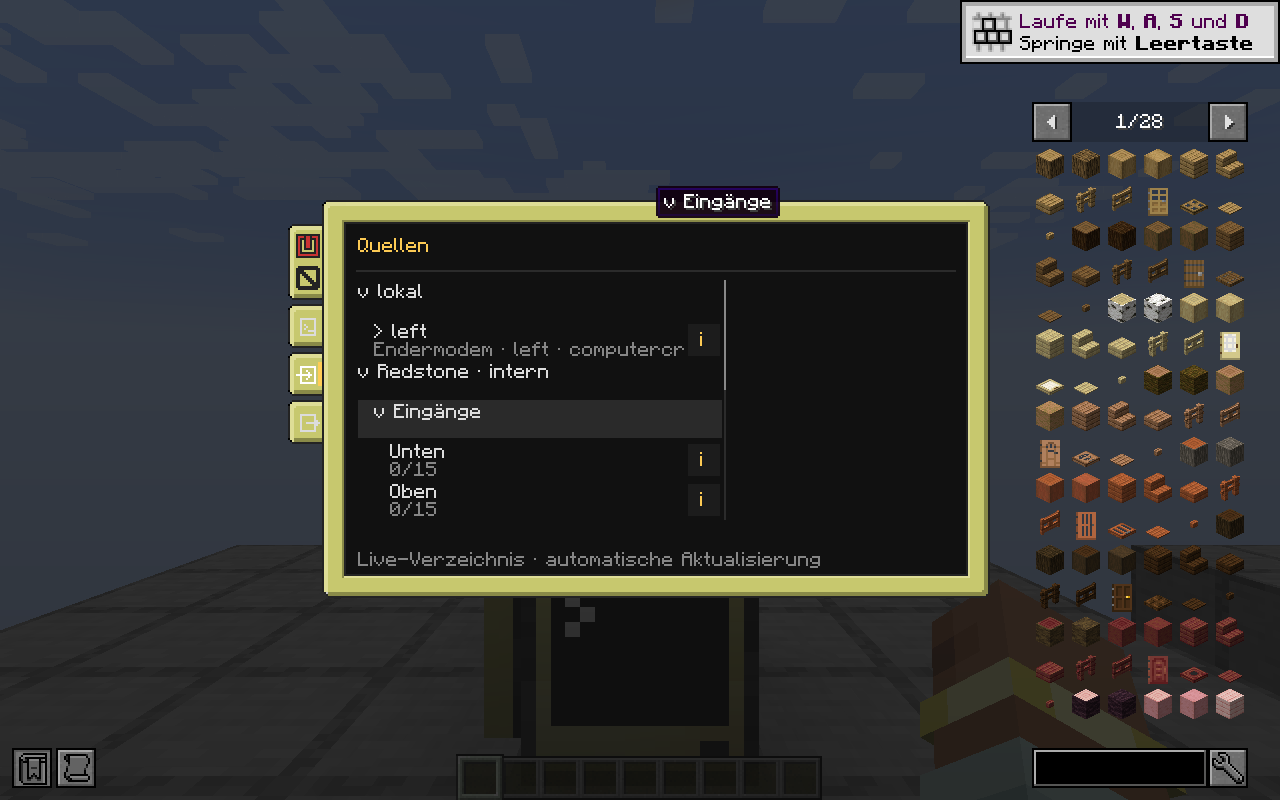 Laufe mit W, A, S und D
Springe mit Leertaste
1/28
v Eingänge
Quellen
v lokal
> left
Endermodem · left · computercr
i
v Redstone · intern
v Eingänge
Unten
0/15
i
Oben
0/15
i
Live-Verzeichnis · automatische Aktualisierung